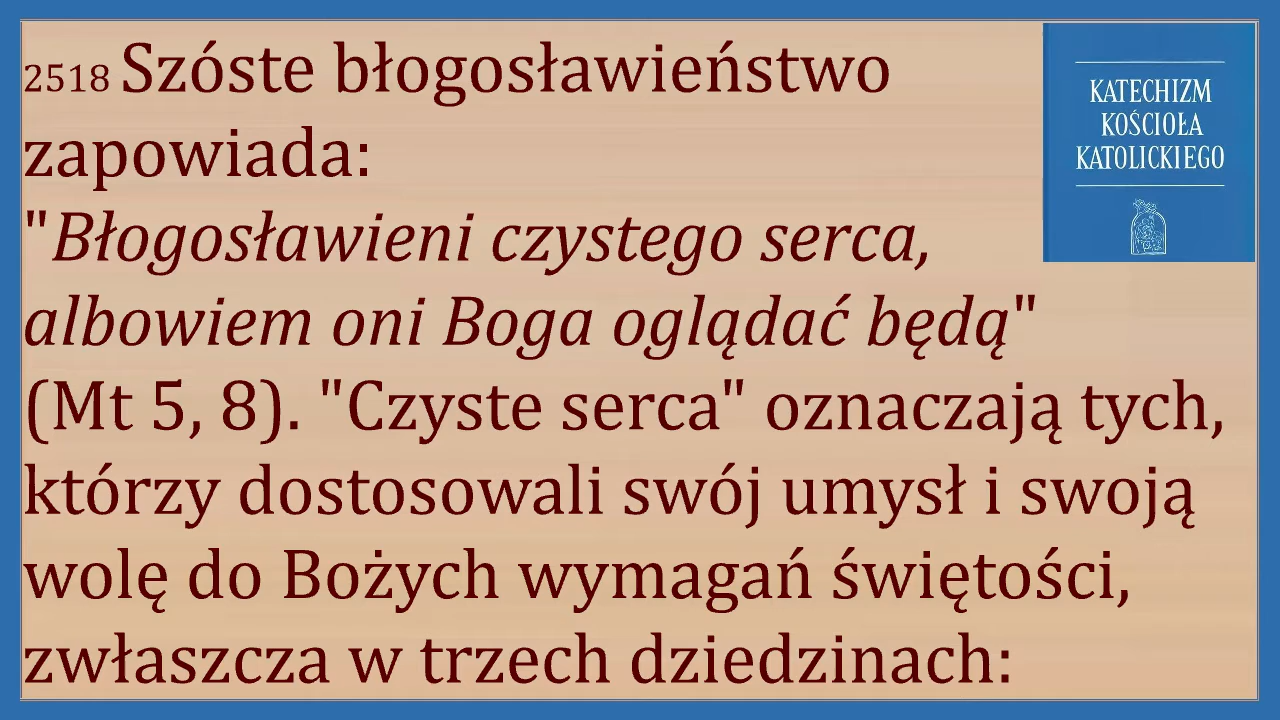 2518 Szóste błogosławieństwo
zapowiada:
"Błogosławieni czystego serca,
albowiem oni Boga oglądać będą"
(Mt 5, 8). "Czyste serca" oznaczają tych,
którzy dostosowali swój umysł i swoją
wolę do Bożych wymagań świętości,
zwłaszcza w trzech dziedzinach:
KATECHIZM
KOŚCIOŁA
KATOLICKIEGO